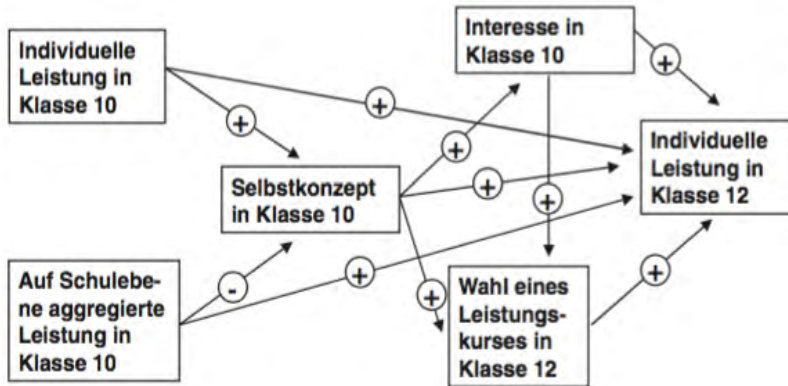 Individuelle
Leistung in
Klasse 10
Interesse in
Klasse 10
+
+
+
+
Selbstkonzept
in Klasse 10
+
+
Individuelle
Leistung in
Klasse 12
Auf Schulebe-
ne aggregierte
Leistung in
Klasse 10
-
+
+
Wahl eines
Leistungs-
kurses in
Klasse 12
+